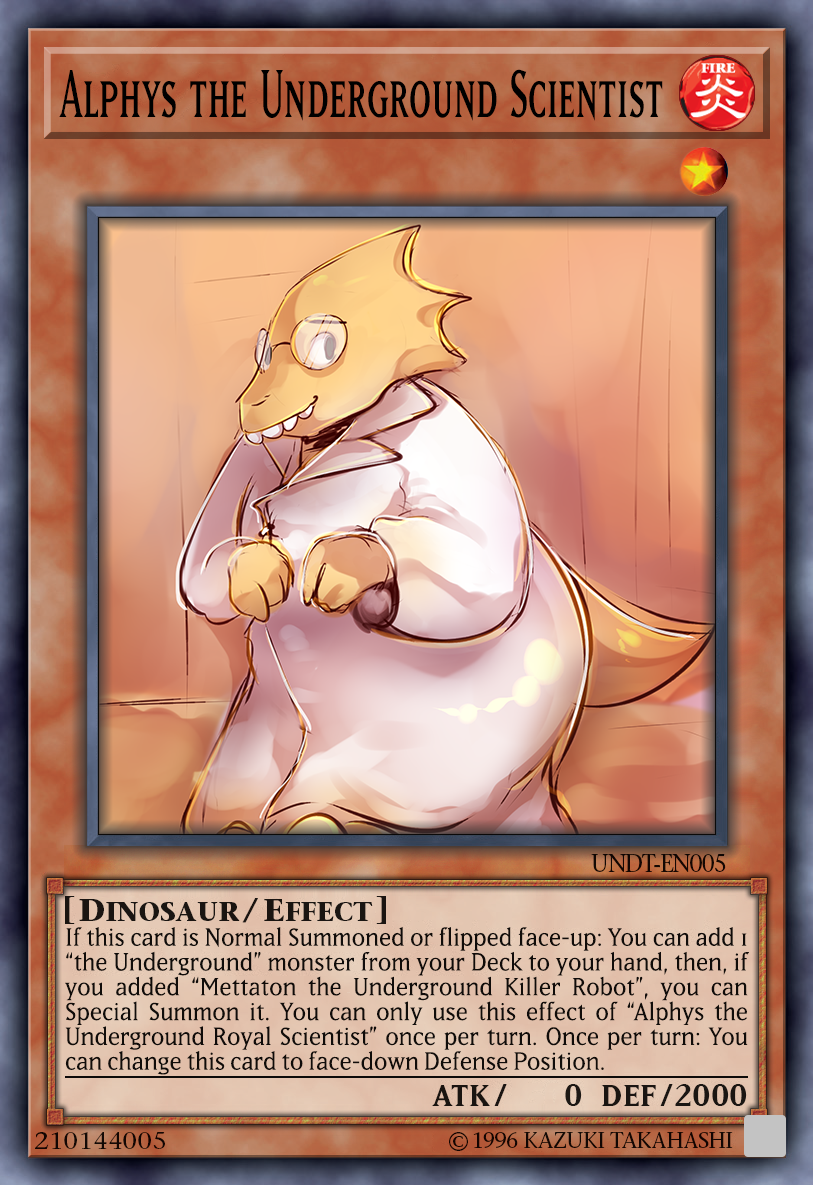 Alphys the Underground Scientist
FIRE
炎
UNDT-EN005
[Dinosaur/Effect]
If this card is Normal Summoned or flipped face-up: You can add 1
“the Underground” monster from your Deck to your hand, then, if
you added “Mettaton the Underground Killer Robot”, you can
Special Summon it. You can only use this effect of “Alphys the
Underground Royal Scientist” once per turn. Once per turn: You
can change this card to face-down Defense Position.
ATK/ 0 DEF/2000
210144005 © 1996 KAZUKI TAKAHASHI